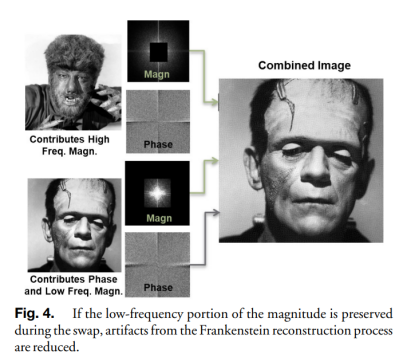 Magn
Combined Image
Contributes High
Freq. Magn.
Phase
Magn
Contributes Phase
and Low Freq. Magn.
Phase
Fig. 4. If the low-frequency portion of the magnitude is preserved
during the swap, artifacts from the Frankenstein reconstruction process
are reduced.